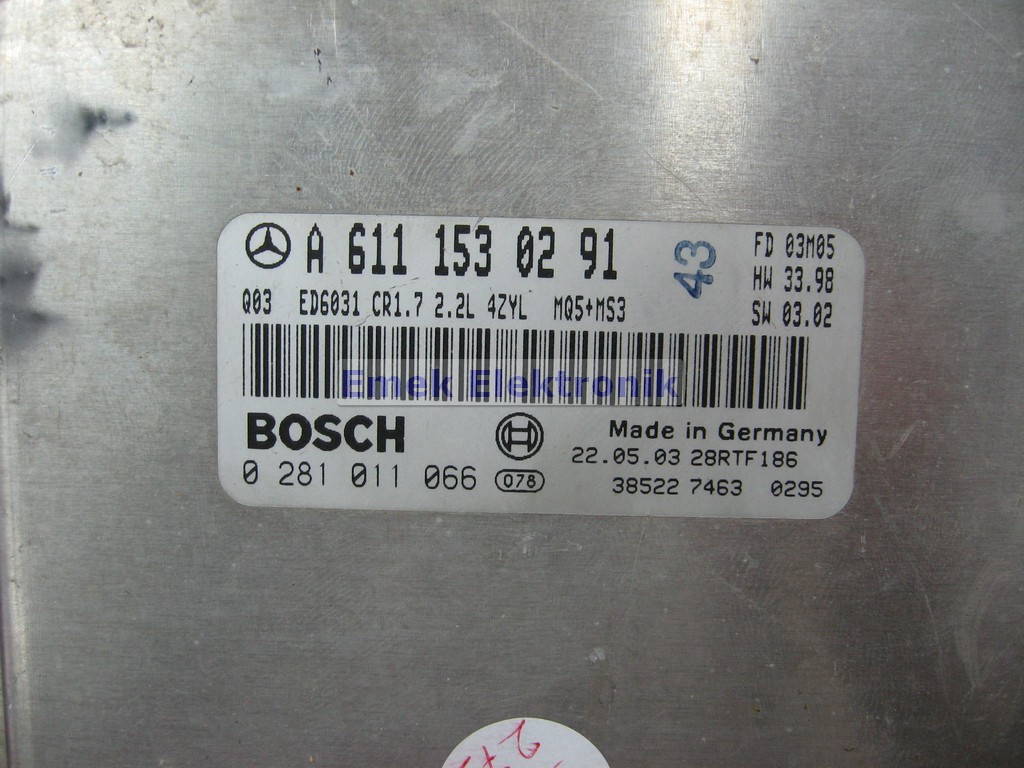 A 611 153 02 91
43
FD 03M05
HW 33.98
Q03 ED6031 CR1.7 2.2L 4ZYL MQ5+MS3
SW 03.02
Emek Elektronik
BOSCH
Made in Germany
0 281 011 066 078
22.05.03 28RTF186
38522 7463 0295